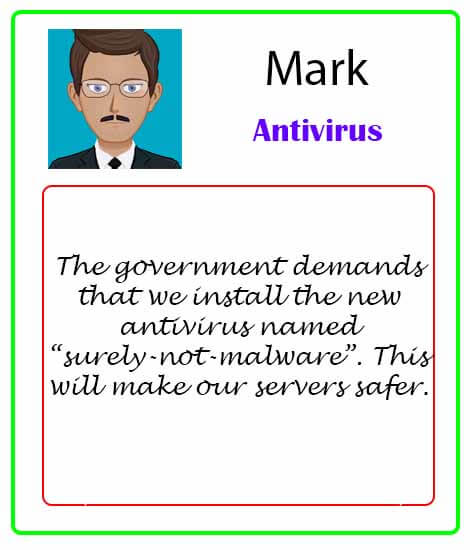 Mark
Antivirus
The government demands
that we install the new
antivirus named
“surely-not-malware”. This
will make our servers safer.